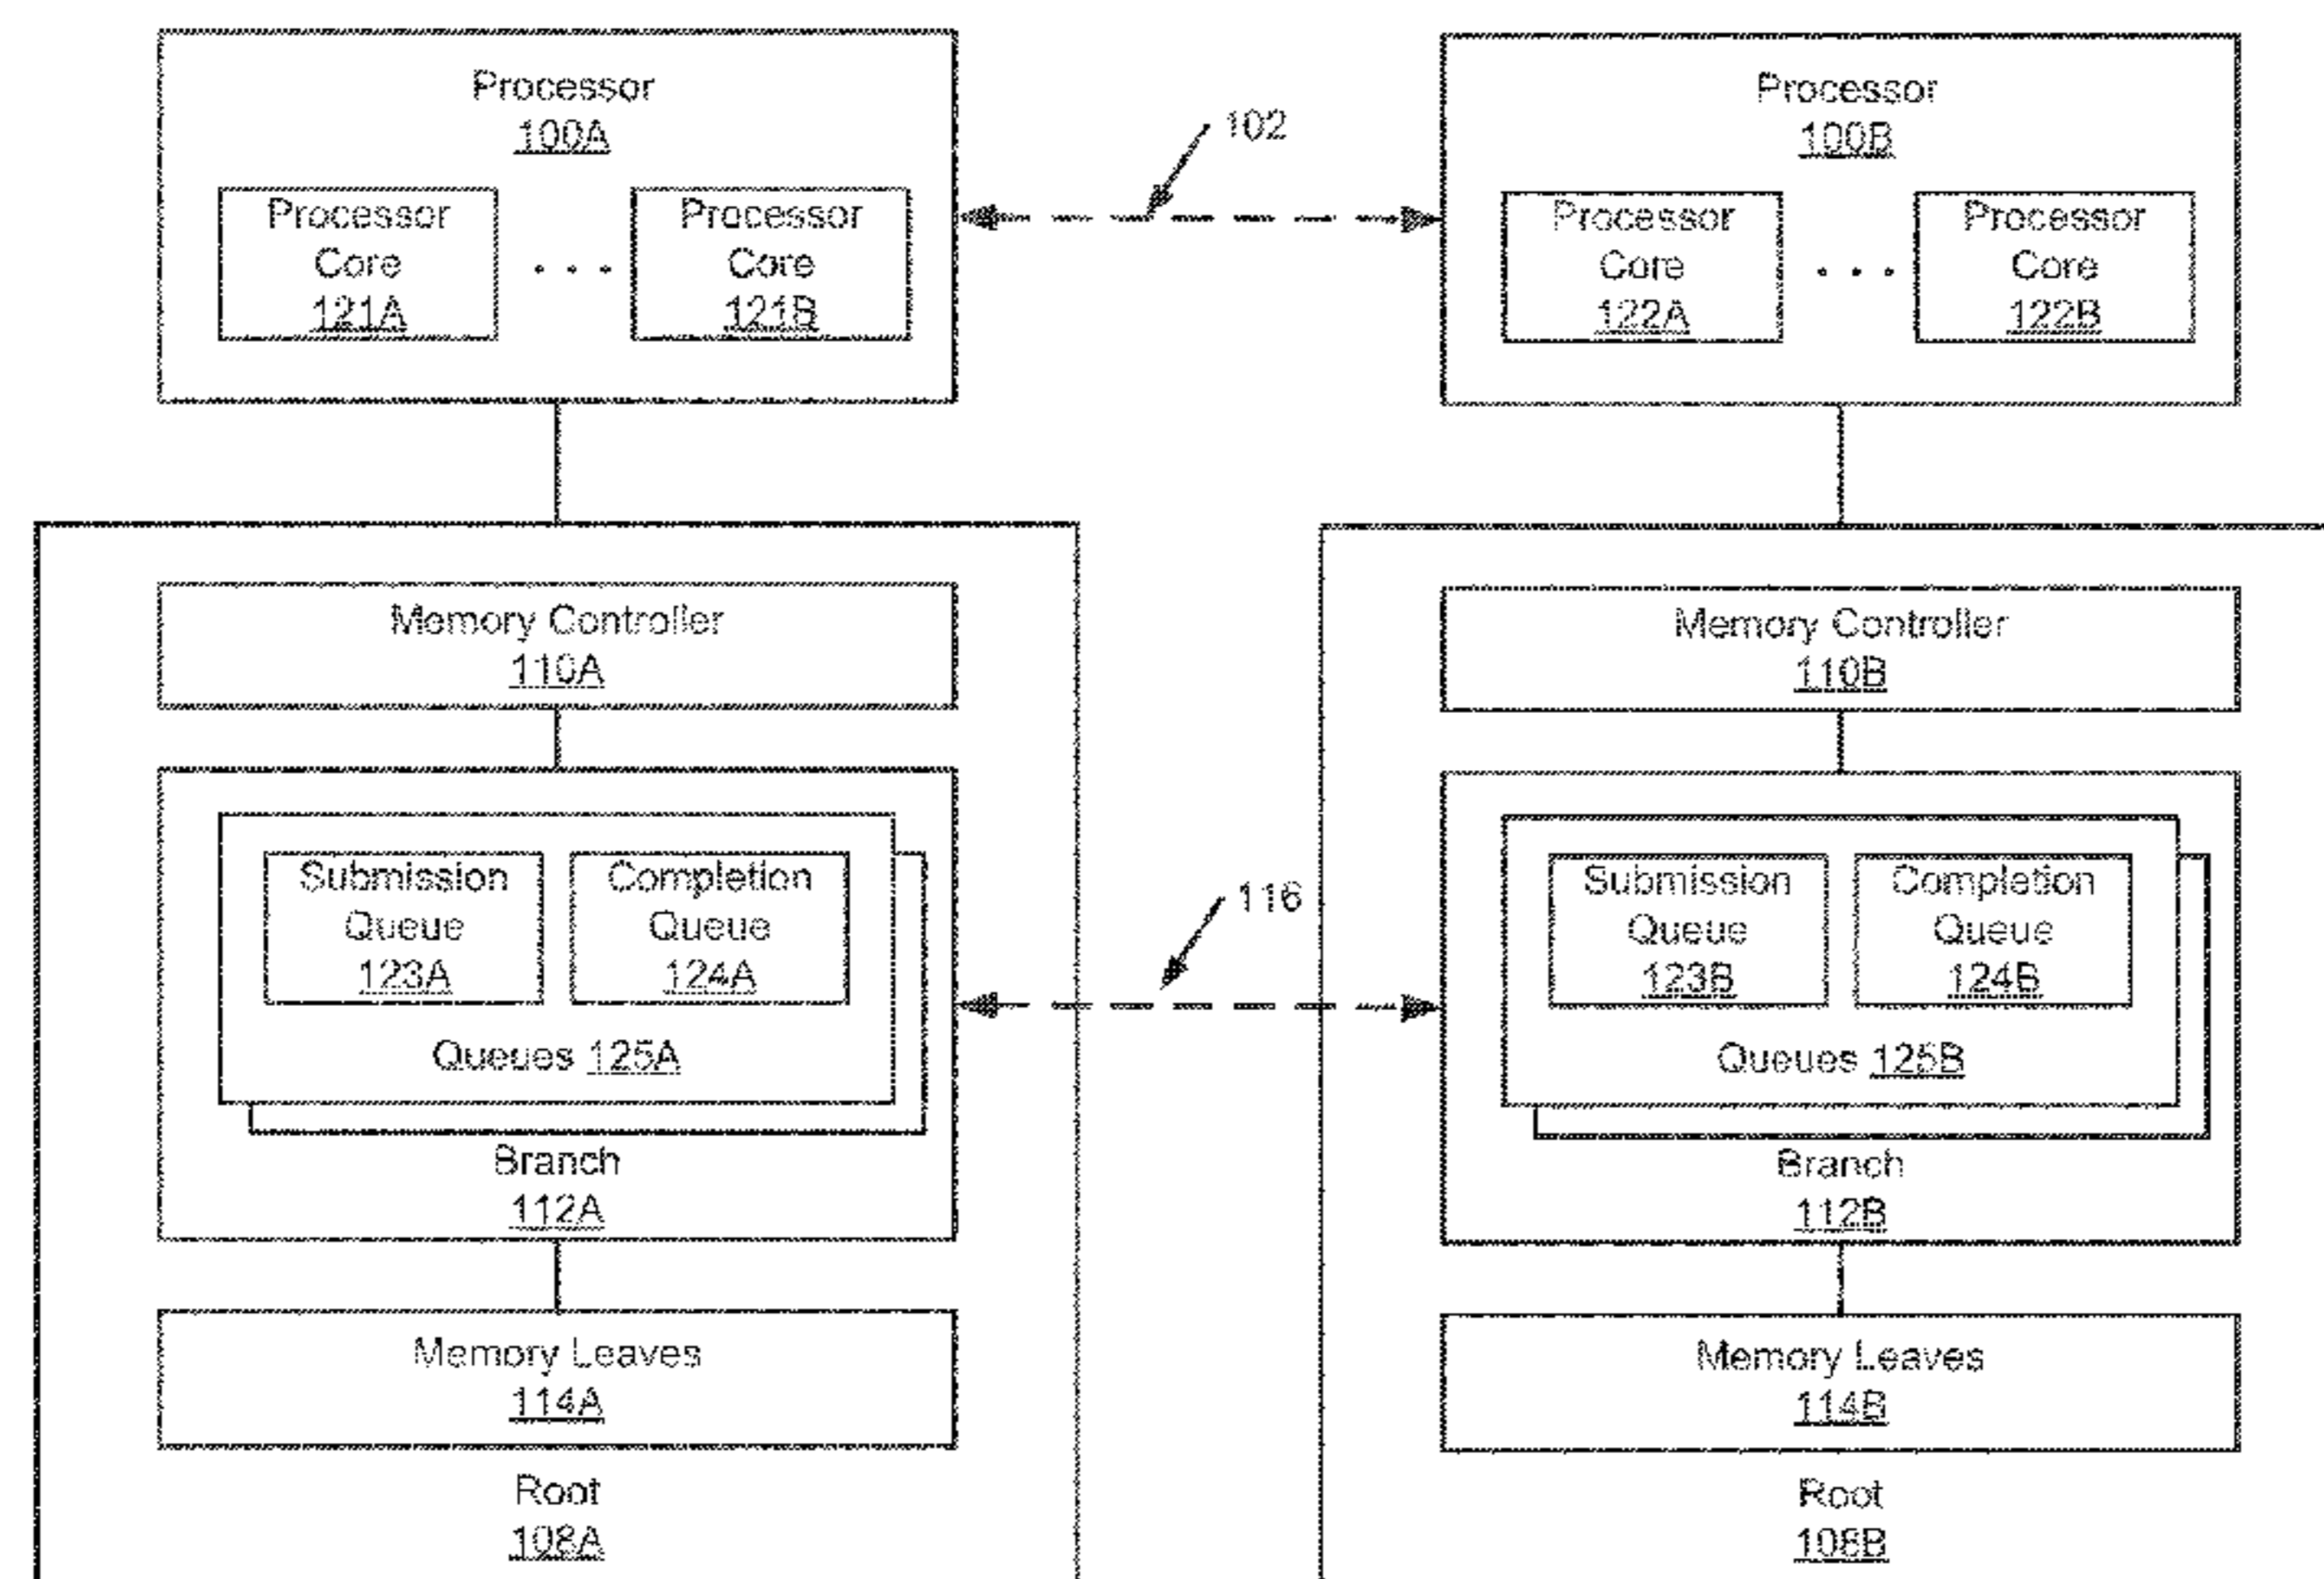 Processor
100A
Processor
Core
121A
. . .
Processor
Core
121B
102
Processor
100B
Processor
Core
122A
. . .
Processor
Core
122B
Memory Controller
110A
Submission
Queue
123A
Completion
Queue
124A
Queues 125A
Branch
112A
Memory Leaves
114A
Root
108A
116
Memory Controller
110B
Submission
Queue
123B
Completion
Queue
124B
Queues 125B
Branch
112B
Memory Leaves
114B
Root
108B